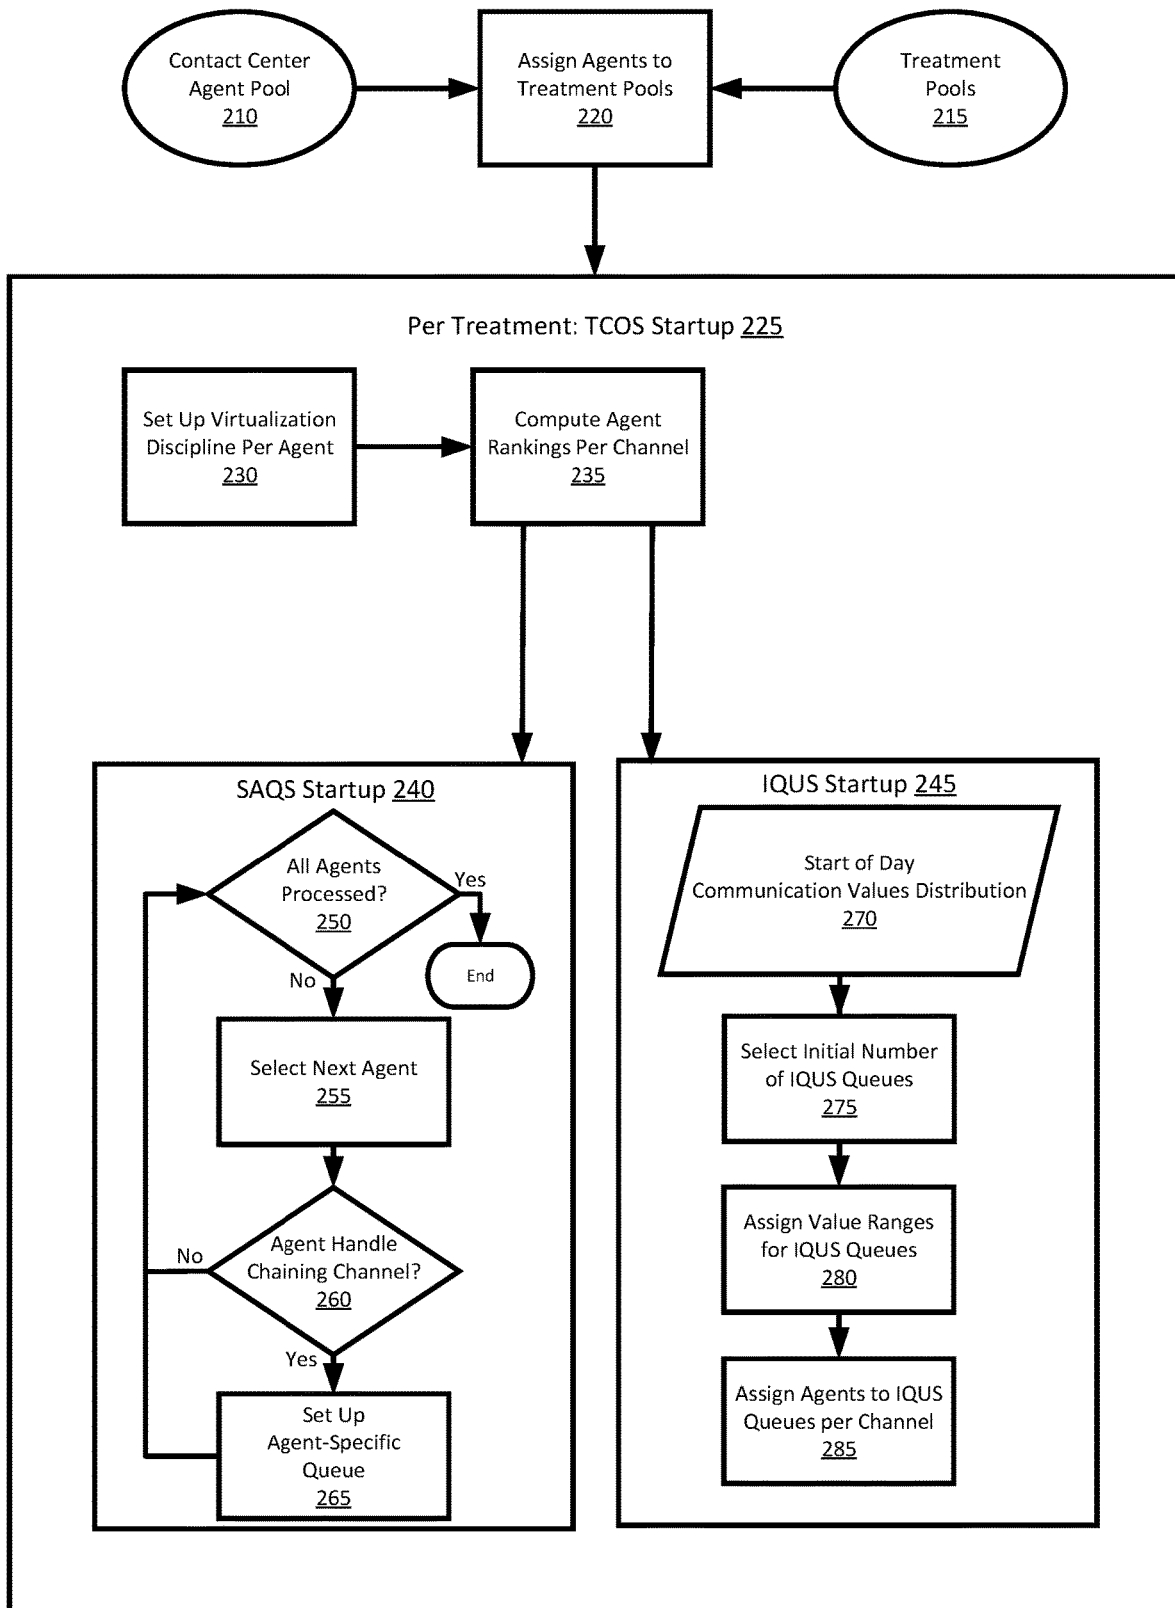 Contact Center
Agent Pool
210
Assign Agents to
Treatment Pools
220
Treatment
Pools
215
Per Treatment: TCOS Startup 225
Set Up Virtualization
Discipline Per Agent
230
Compute Agent
Rankings Per Channel
235
SAQS Startup 240
All Agents
Processed?
250
Yes
End
No
Select Next Agent
255
Agent Handle
Chaining Channel?
260
No
Yes
Set Up
Agent-Specific
Queue
265
IQUS Startup 245
Start of Day
Communication Values Distribution
270
Select Initial Number
of IQUS Queues
275
Assign Value Ranges
for IQUS Queues
280
Assign Agents to IQUS
Queues per Channel
285